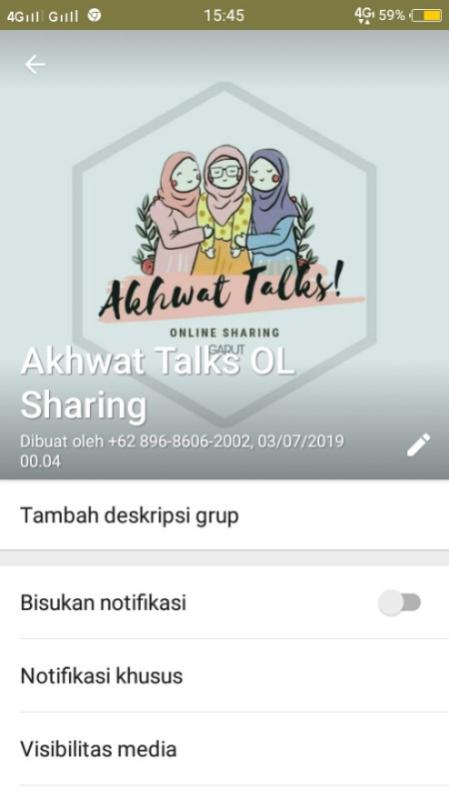 4G G 15:45 4G 59%
Akhwat Talks!
ONLINE SHARING
GARUT
Akhwat Talks OL
Sharing
Dibuat oleh +62 896-8606-2002, 03/07/2019
00.04
Tambah deskripsi grup
Bisukan notifikasi
Notifikasi khusus
Visibilitas media